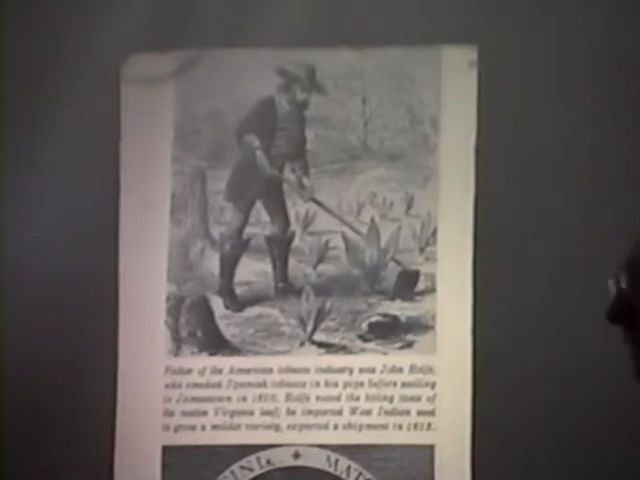 Father of the American tobacco industry was John Rolfe,
who smoked Spanish tobacco in his pipe before sailing
to Jamestown in 1610. Rolfe noted the biting taste of
the native Virginia leaf; he imported West Indian seed
to grow a milder variety, exported a shipment in 1613.
MAT